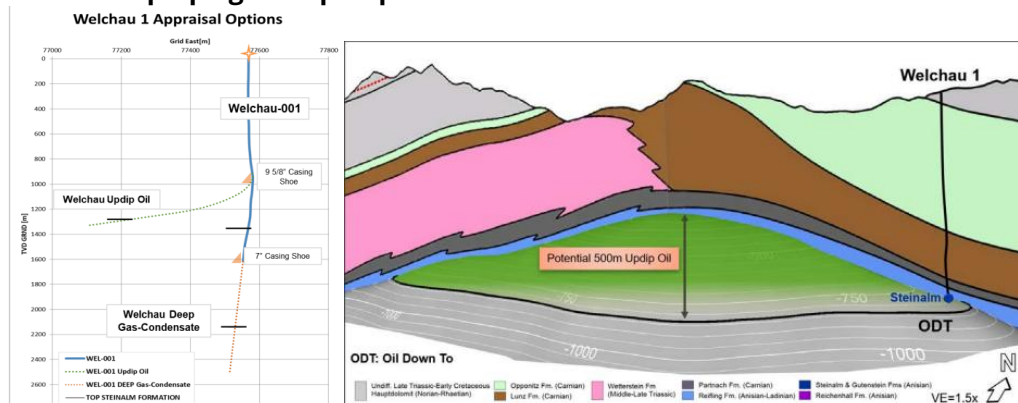 Welchau 1 Appraisal Options
Grid East[m]
77000 77200 77400 77600 77800
TVD GRND [m]
0
200
400
600
800
1000
1200
1400
1600
1800
2000
2200
2400
2600
Welchau-001
9 5/8" Casing
Shoe
Welchau Updip Oil
7" Casing Shoe
Welchau Deep
Gas-Condensate
WEL-001
WEL-001 Updip Oil
WEL-001 DEEP Gas-Condensate
TOP STEINALM FORMATION
Welchau 1
Potential 500m Updip Oil
Steinalm
ODT
-750
-750
-1000
-1000
ODT: Oil Down To
N
VE=1.5x
Undiff. Late Triassic-Early Cretaceous
Hauptdolomit (Norian-Rhaetian)
Opponitz Fm. (Carnian)
Lunz Fm. (Carnian)
Wetterstein Fm
(Middle-Late Triassic)
Partnach Fm. (Carnian)
Reifling Fm. (Anisian-Ladinian)
Steinalm & Gutenstein Fms (Anisian)
Reichenhall Fm. (Anisian)